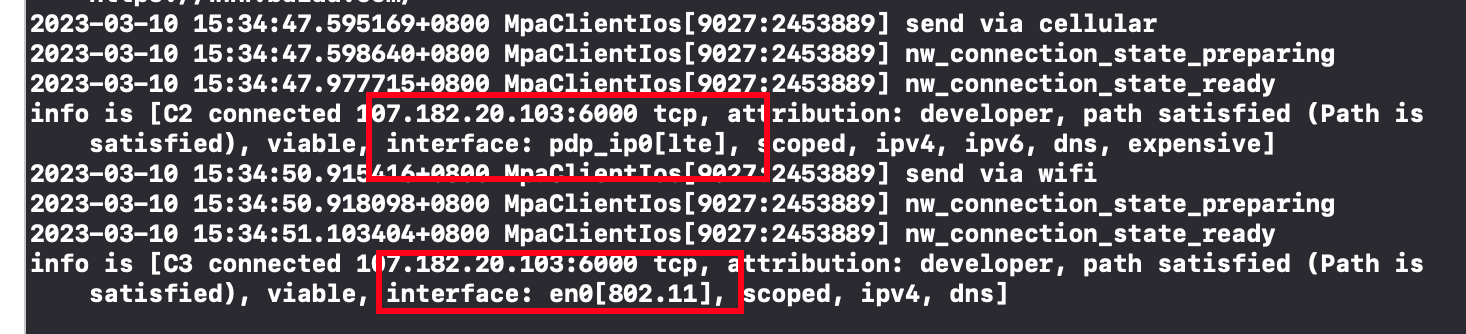 https://www.baidu.com/
2023-03-10 15:34:47.595169+0800 MpaClientIos[9027:2453889] send via cellular
2023-03-10 15:34:47.598640+0800 MpaClientIos[9027:2453889] nw_connection_state_preparing
2023-03-10 15:34:47.977715+0800 MpaClientIos[9027:2453889] nw_connection_state_ready
info is [C2 connected 107.182.20.103:6000 tcp, attribution: developer, path satisfied (Path is
satisfied), viable, interface: pdp_ip0[lte], scoped, ipv4, ipv6, dns, expensive]
2023-03-10 15:34:50.915416+0800 MpaClientIos[9027:2453889] send via wifi
2023-03-10 15:34:50.918098+0800 MpaClientIos[9027:2453889] nw_connection_state_preparing
2023-03-10 15:34:51.103404+0800 MpaClientIos[9027:2453889] nw_connection_state_ready
info is [C3 connected 107.182.20.103:6000 tcp, attribution: developer, path satisfied (Path is
satisfied), viable, interface: en0[802.11], scoped, ipv4, dns]